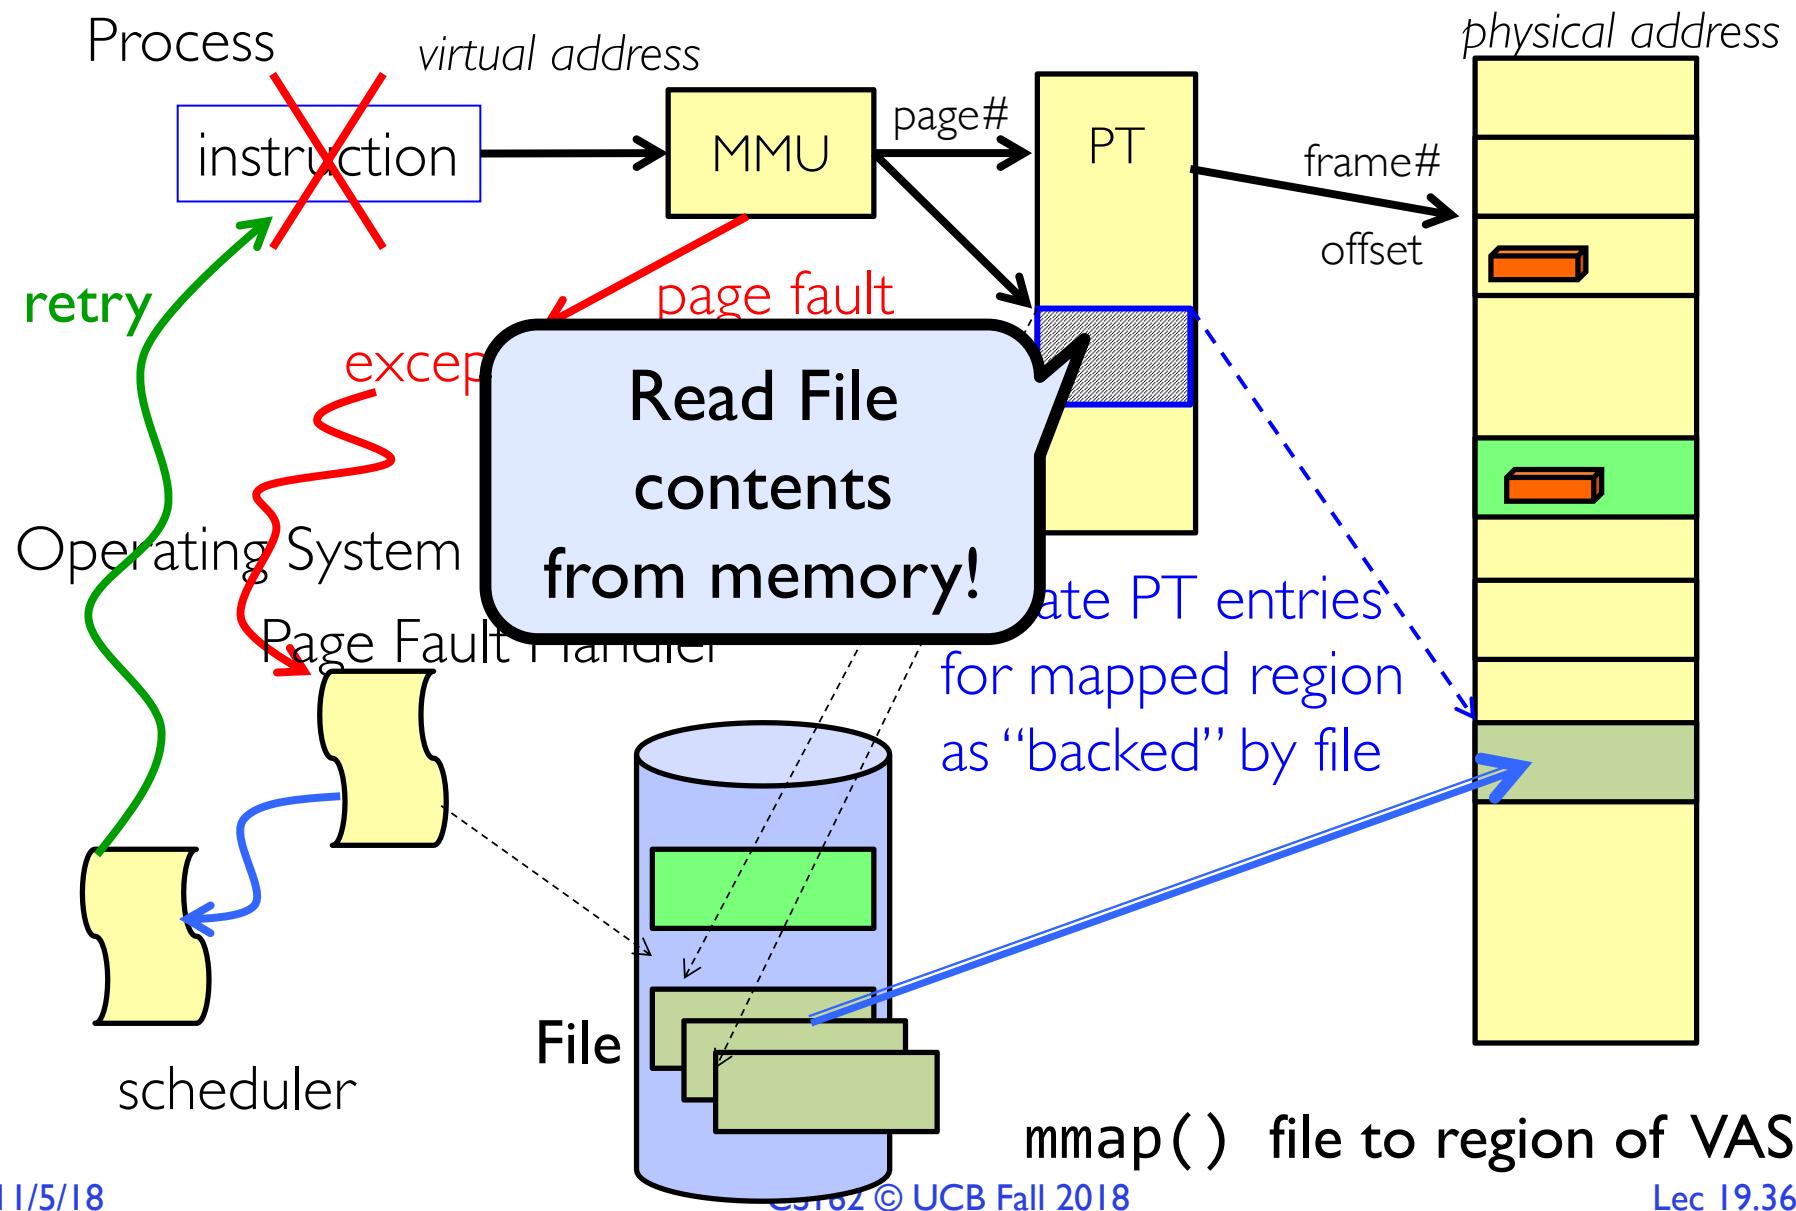 Process
virtual address
physical address
instruction
MMU
page#
PT
frame#
offset
retry
page fault
Read File
contents
from memory!
Operating System
Page Fault Handler
PT entries
for mapped region
as “backed” by file
File
scheduler
mmap() file to region of VAS
11/5/18
CS162 © UCB Fall 2018
Lec 19.36